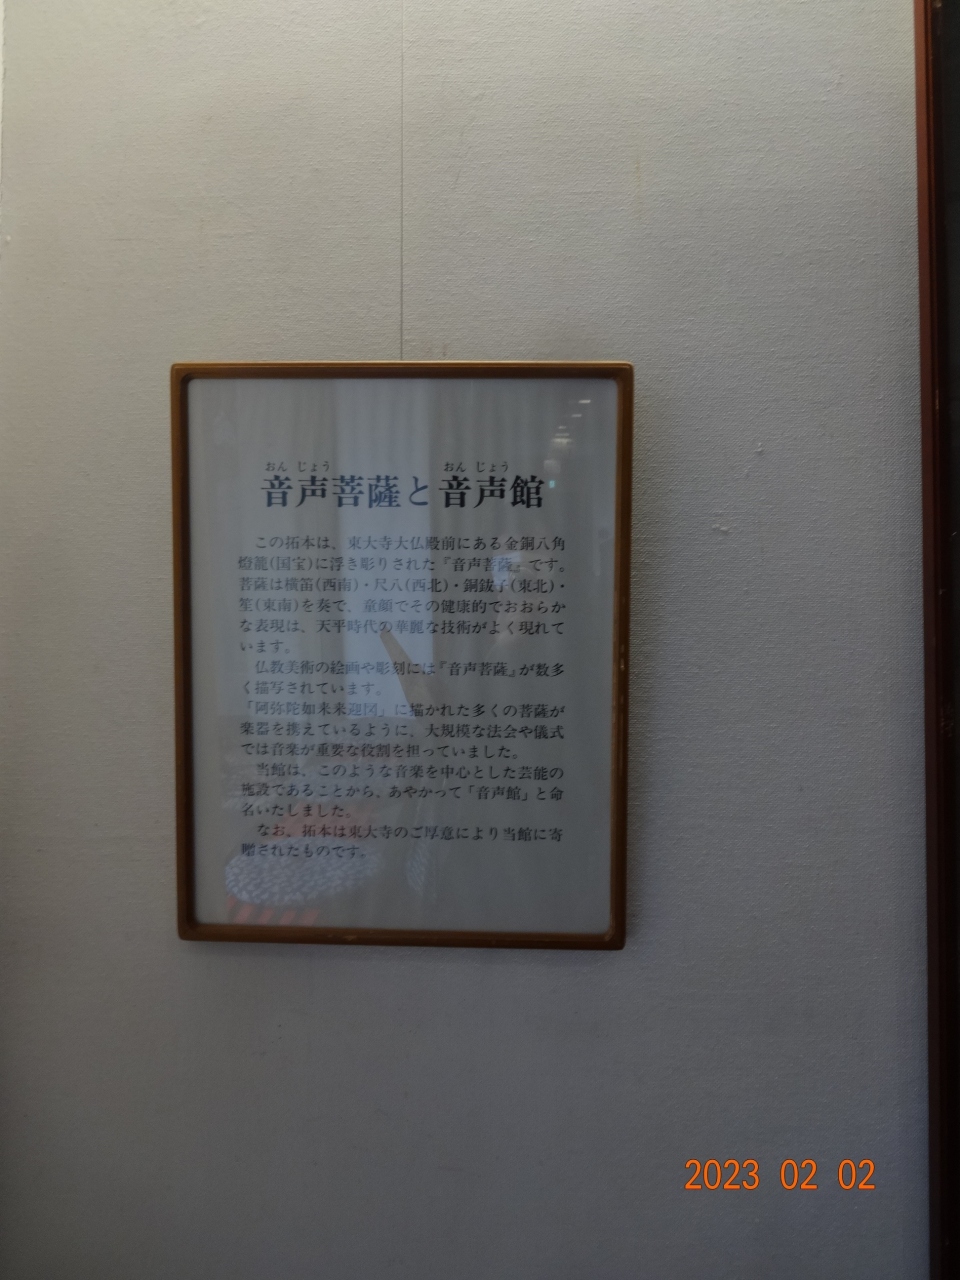 おん じょう おん じょう
音声菩薩と音声館
この拓本は、東大寺大仏殿前にある金銅八角
燈籠(国宝)に浮き彫りされた『音声菩薩』です。
菩薩は横笛(西南)・尺八(西北)・銅鈸子(東北)・
笙(東南)を奏で、童顔でその健康的でおおらか
な表現は、天平時代の華麗な技術がよく現れて
います。
仏教美術の絵画や彫刻には『音声菩薩』が数多
く描写されています。
「阿弥陀如来来迎図」に描かれた多くの菩薩が
楽器を携えているように、大規模な法会や儀式
では音楽が重要な役割を担っていました。
当館は、このような音楽を中心とした芸能の
施設であることから、あやかって「音声館」と命
名いたしました。
なお、拓本は東大寺のご厚意により当館に寄
贈されたものです。
2023 02 02